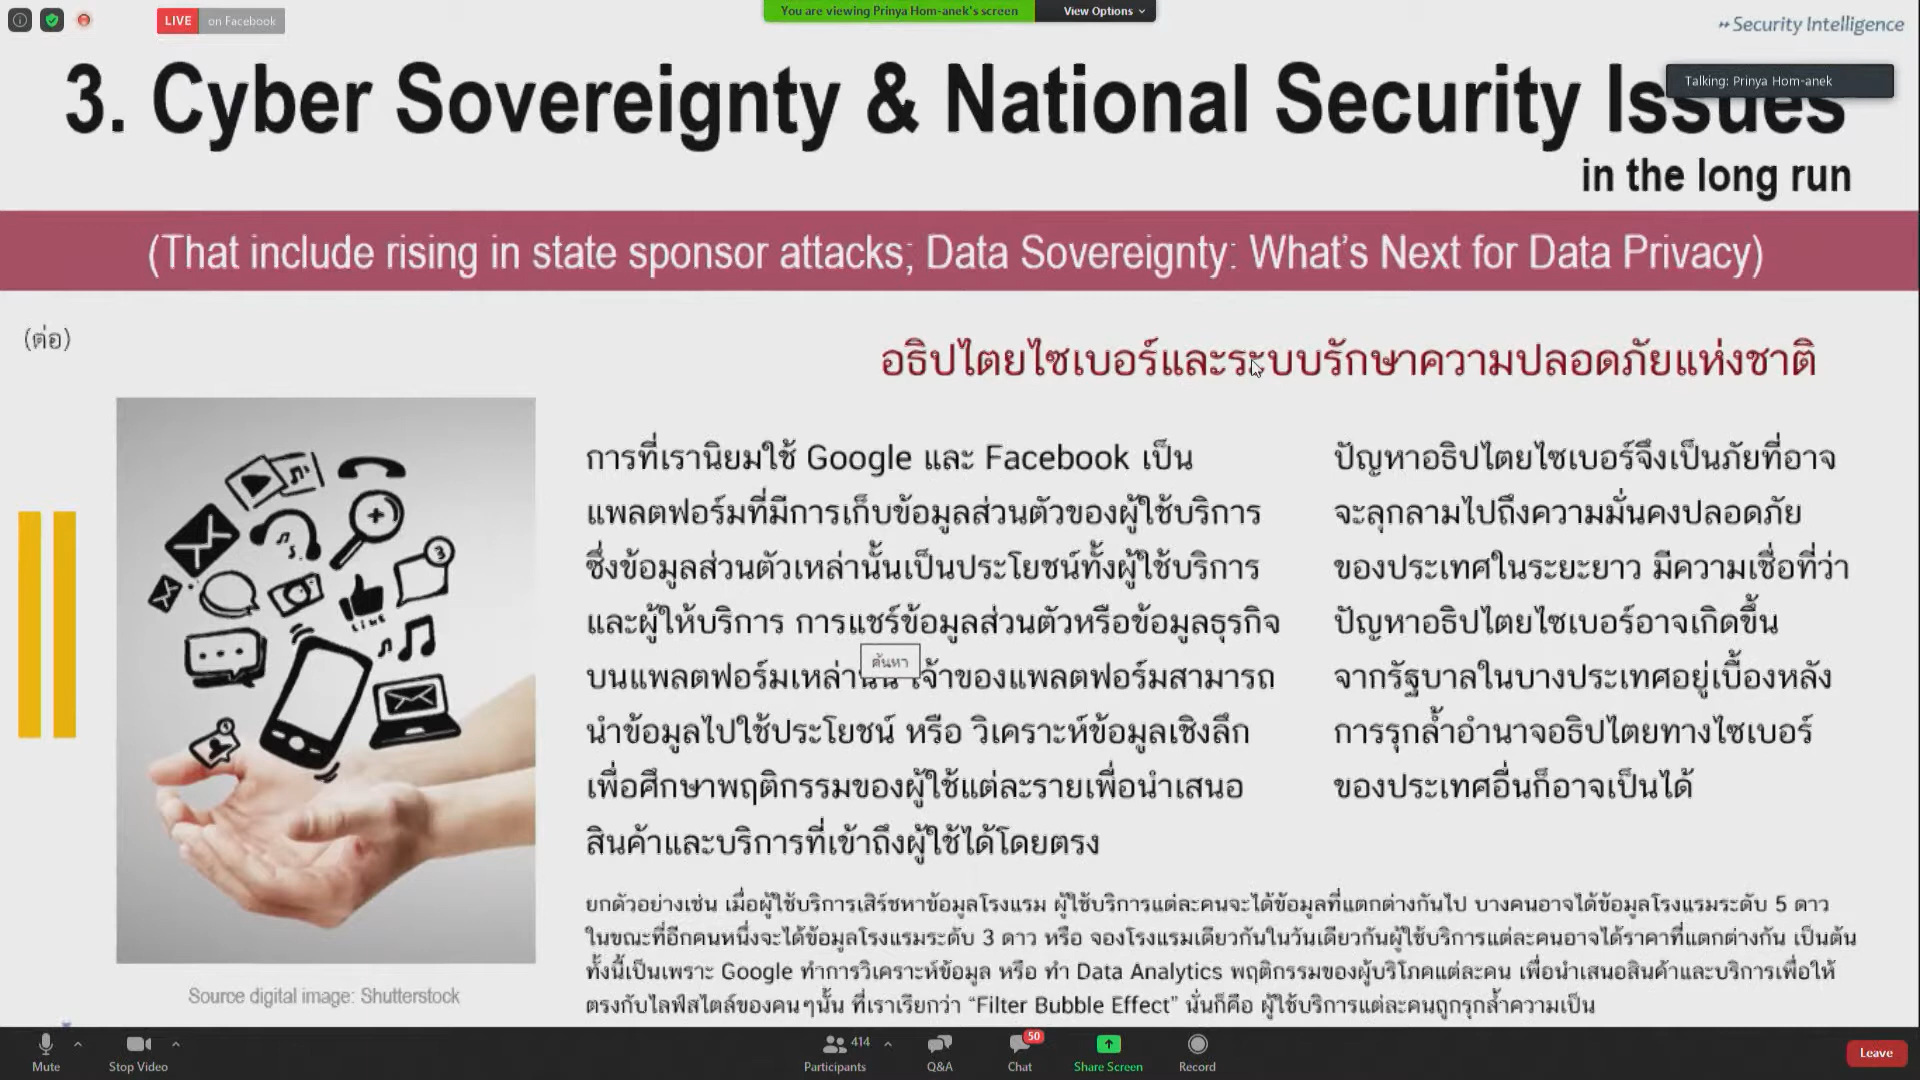 LIVE on Facebook
You are viewing Prinya Hom-anek's screen
View Options
Security Intelligence
3. Cyber Sovereignty & National Security Issues
Talking: Prinya Hom-anek
in the long run
(That include rising in state sponsor attacks; Data Sovereignty: What's Next for Data Privacy)
(ต่อ)
อธิปไตยไซเบอร์และระบบรักษาความปลอดภัยแห่งชาติ
การที่เรานิยมใช้ Google และ Facebook เป็น
แพลตฟอร์มที่มีการเก็บข้อมูลส่วนตัวของผู้ใช้บริการ
ซึ่งข้อมูลส่วนตัวเหล่านั้นเป็นประโยชน์ทั้งผู้ใช้บริการ
และผู้ให้บริการ การแชร์ข้อมูลส่วนตัวหรือข้อมูลธุรกิจ
บนแพลตฟอร์มเหล่านั้น เจ้าของแพลตฟอร์มสามารถ
นำข้อมูลไปใช้ประโยชน์ หรือ วิเคราะห์ข้อมูลเชิงลึก
เพื่อศึกษาพฤติกรรมของผู้ใช้แต่ละรายเพื่อนำเสนอ
สินค้าและบริการที่เข้าถึงผู้ใช้ได้โดยตรง
ค้นหา
ปัญหาอธิปไตยไซเบอร์จึงเป็นภัยที่อาจ
จะลุกลามไปถึงความมั่นคงปลอดภัย
ของประเทศในระยะยาว มีความเชื่อที่ว่า
ปัญหาอธิปไตยไซเบอร์อาจเกิดขึ้น
จากรัฐบาลในบางประเทศอยู่เบื้องหลัง
การรุกล้ำอำนาจอธิปไตยทางไซเบอร์
ของประเทศอื่นก็อาจเป็นได้
ยกตัวอย่างเช่น เมื่อผู้ใช้บริการเสิร์ชหาข้อมูลโรงแรม ผู้ใช้บริการแต่ละคนจะได้ข้อมูลที่แตกต่างกันไป บางคนอาจได้ข้อมูลโรงแรมระดับ 5 ดาว
ในขณะที่อีกคนหนึ่งจะได้ข้อมูลโรงแรมระดับ 3 ดาว หรือ จองโรงแรมเดียวกันในวันเดียวกันผู้ใช้บริการแต่ละคนอาจได้ราคาที่แตกต่างกัน เป็นต้น
ทั้งนี้เป็นเพราะ Google ทำการวิเคราะห์ข้อมูล หรือ ทำ Data Analytics พฤติกรรมของผู้บริโภคแต่ละคน เพื่อนำเสนอสินค้าและบริการเพื่อให้
ตรงกับไลฟ์สไตล์ของคนๆนั้น ที่เราเรียกว่า “Filter Bubble Effect” นั่นก็คือ ผู้ใช้บริการแต่ละคนถูกรุกล้ำความเป็น
3
LIKE
Source digital image: Shutterstock
Mute
Stop Video
414
Participants
Q&A
50
Chat
Share Screen
Record
Leave